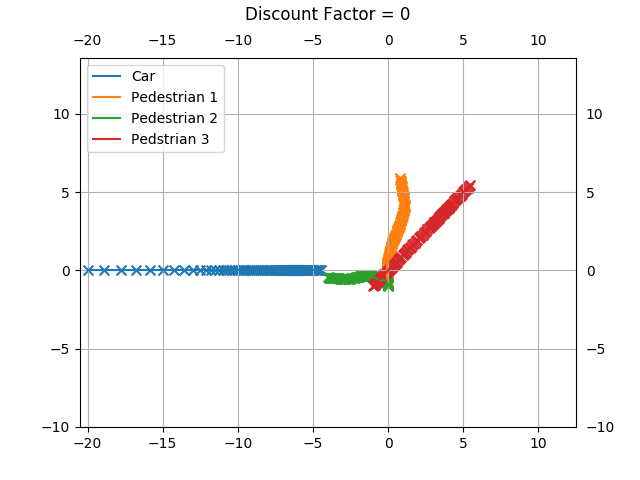 Discount Factor = 0
−20 −15 −10 −5 0 5 10
Car
Pedestrian 1
Pedestrian 2
Pedstrian 3
10 10
5 5
0 0
−5 −5
−10 −10
−20 −15 −10 −5 0 5 10